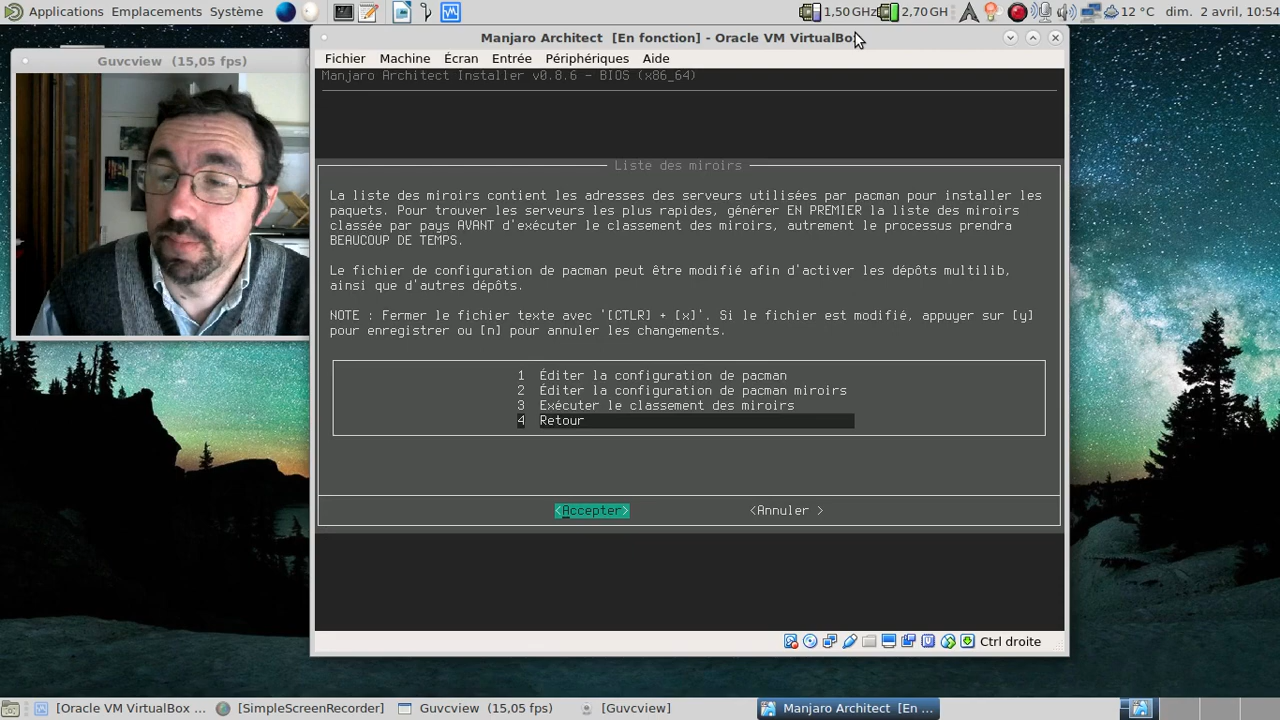 Applications Emplacements Système
1,50 GHz 2,70 GH
12 °C dim. 2 avril, 10:54
Guvcview (15,05 fps)
Manjaro Architect [En fonction] - Oracle VM VirtualBo
Fichier Machine Écran Entrée Périphériques Aide
Manjaro Architect Installer v0.8.6 - BIOS (x86_64)
Liste des miroirs
La liste des miroirs contient les adresses des serveurs utilisées par pacman pour installer les
paquets. Pour trouver les serveurs les plus rapides, générer EN PREMIER la liste des miroirs
classée par pays AVANT d'exécuter le classement des miroirs, autrement le processus prendra
BEAUCOUP DE TEMPS.
Le fichier de configuration de pacman peut être modifié afin d'activer les dépôts multilib,
ainsi que d'autres dépôts.
NOTE : Fermer le fichier texte avec '[CTLR] + [x]'. Si le fichier est modifié, appuyer sur [y]
pour enregistrer ou [n] pour annuler les changements.
1 Éditer la configuration de pacman
2 Éditer la configuration de pacman miroirs
3 Exécuter le classement des miroirs
4 Retour
<Accepter> <Annuler >
Ctrl droite
[Oracle VM VirtualBox ... [SimpleScreenRecorder] Guvcview (15,05 fps) [Guvcview] Manjaro Architect [En ...